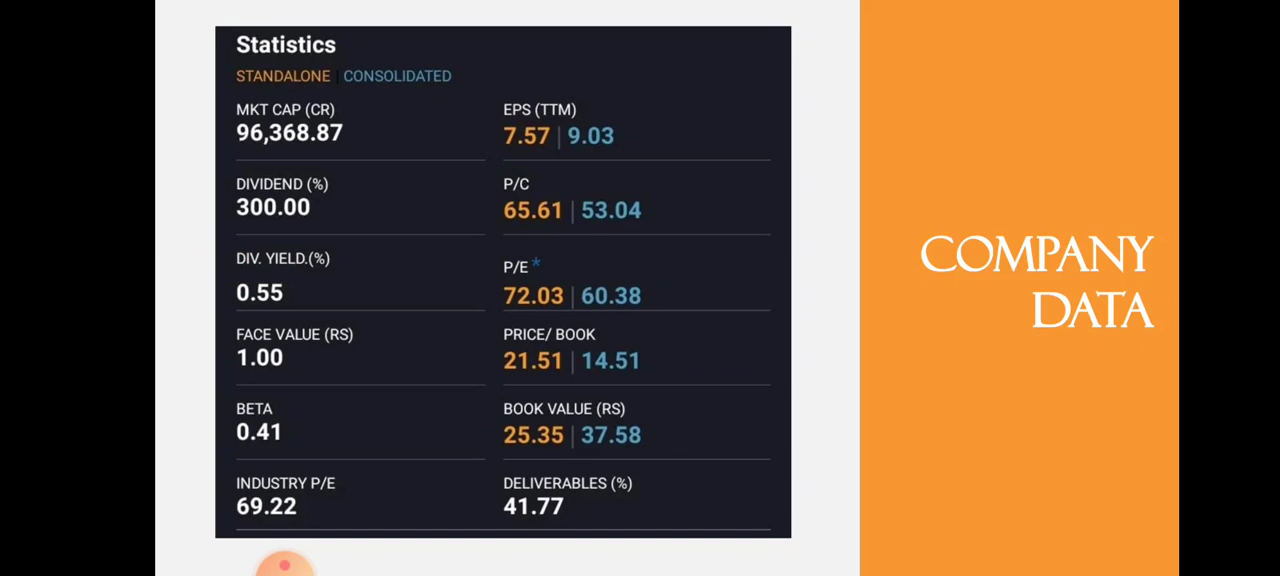 Statistics
STANDALONE | CONSOLIDATED
MKT CAP (CR)
96,368.87
EPS (TTM)
7.57 | 9.03
DIVIDEND (%)
300.00
P/C
65.61 | 53.04
DIV. YIELD.(%)
0.55
P/E *
72.03 | 60.38
FACE VALUE (RS)
1.00
PRICE/ BOOK
21.51 | 14.51
BETA
0.41
BOOK VALUE (RS)
25.35 | 37.58
INDUSTRY P/E
69.22
DELIVERABLES (%)
41.77
COMPANY
DATA